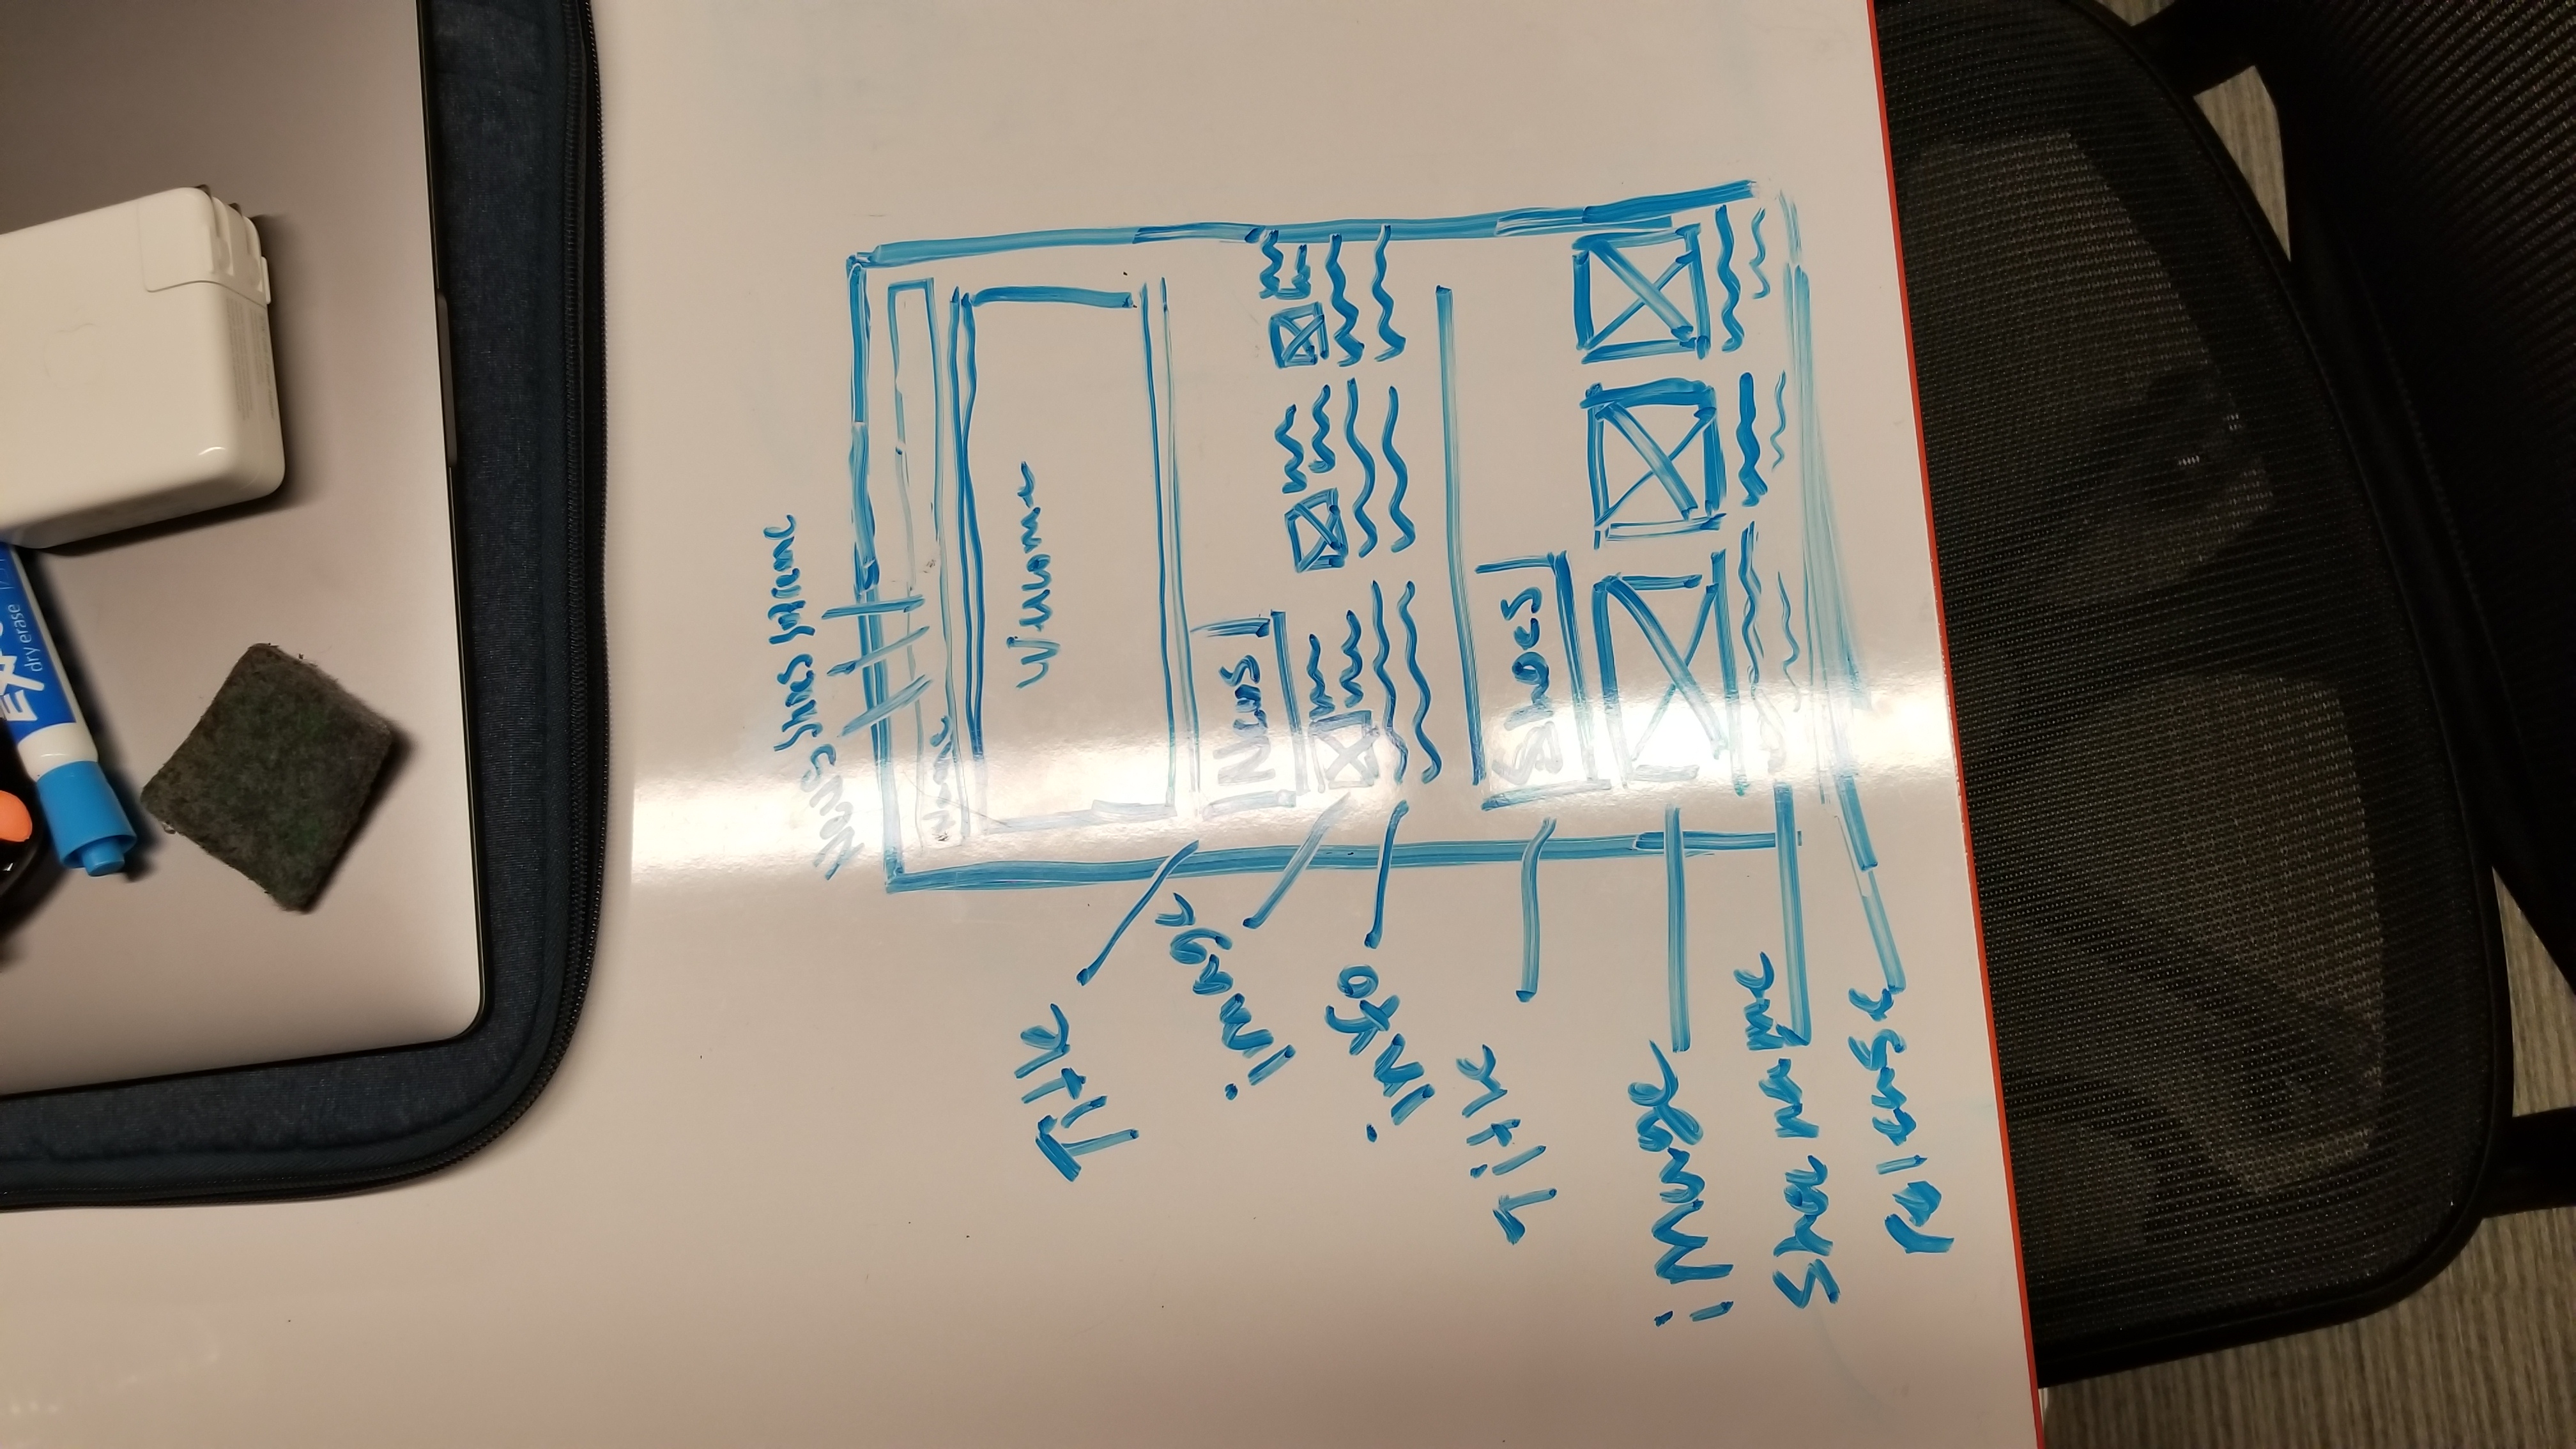 EXPO
dry erase
News Shoes Supreme
Name
Welcome
Title
image
News
info
Title
Shoes
image
Shoe name
release